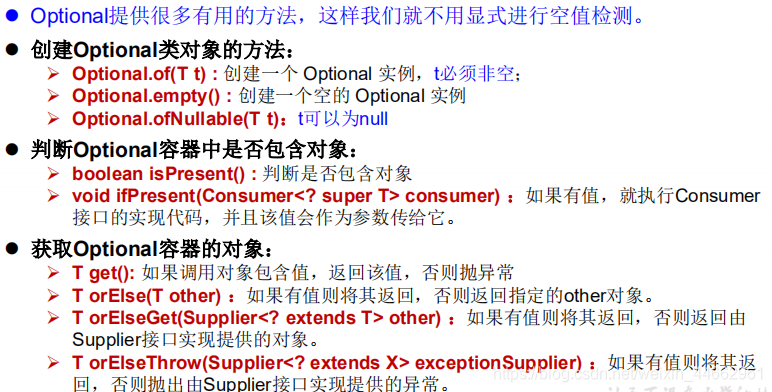 Optional提供很多有用的方法，这样我们就不用显式进行空值检测。
创建Optional类对象的方法：
Optional.of(T t) : 创建一个 Optional 实例，t必须非空；
Optional.empty() : 创建一个空的 Optional 实例
Optional.ofNullable(T t)：t可以为null
判断Optional容器中是否包含对象：
boolean isPresent() : 判断是否包含对象
void ifPresent(Consumer<? super T> consumer) ：如果有值，就执行Consumer
接口的实现代码，并且该值会作为参数传给它。
获取Optional容器的对象：
T get(): 如果调用对象包含值，返回该值，否则抛异常
T orElse(T other) ：如果有值则将其返回，否则返回指定的other对象。
T orElseGet(Supplier<? extends T> other) ：如果有值则将其返回，否则返回由
Supplier接口实现提供的对象。
T orElseThrow(Supplier<? extends X> exceptionSupplier) ：如果有值则将其返
回，否则抛出由Supplier接口实现提供的异常。